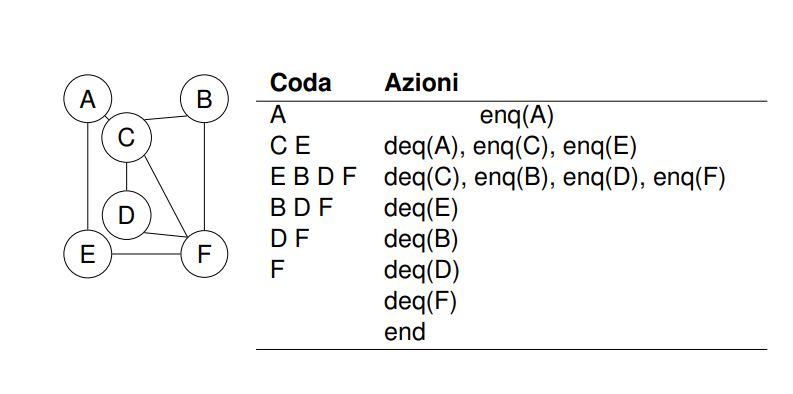 A B
C
D
E F
Coda Azioni
A enq(A)
C E deq(A), enq(C), enq(E)
E B D F deq(C), enq(B), enq(D), enq(F)
B D F deq(E)
D F deq(B)
F deq(D)
deq(F)
end